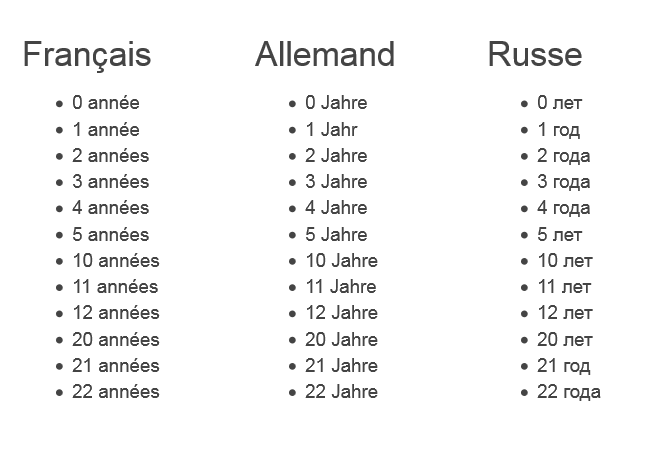 Français
• 0 année
• 1 année
• 2 années
• 3 années
• 4 années
• 5 années
• 10 années
• 11 années
• 12 années
• 20 années
• 21 années
• 22 années
Allemand
• 0 Jahre
• 1 Jahr
• 2 Jahre
• 3 Jahre
• 4 Jahre
• 5 Jahre
• 10 Jahre
• 11 Jahre
• 12 Jahre
• 20 Jahre
• 21 Jahre
• 22 Jahre
Russe
• 0 лет
• 1 год
• 2 года
• 3 года
• 4 года
• 5 лет
• 10 лет
• 11 лет
• 12 лет
• 20 лет
• 21 год
• 22 года